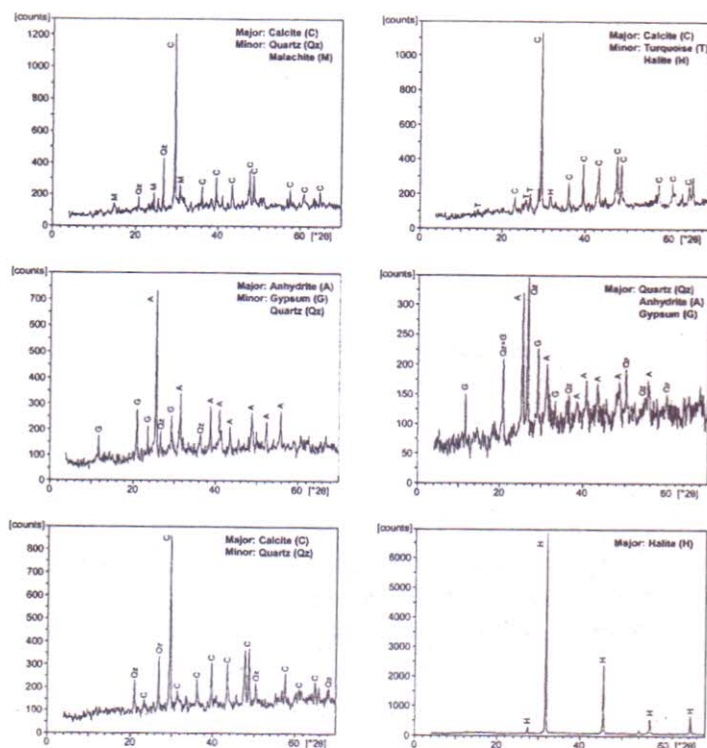 [counts]
Major: Calcite (C)
Minor: Quartz (Qz)
Malachite (M)
1200
1000
800
600
400
200
0
M Qz M Qz C M C C C C C C C
20 40 60 [°2θ]
[counts]
Major: Calcite (C)
Minor: Turquoise (T)
Halite (H)
1000
800
600
400
200
0
T C T T C H C C C C C C C C
20 40 60 [°2θ]
[counts]
Major: Anhydrite (A)
Minor: Gypsum (G)
Quartz (Qz)
700
600
500
400
300
200
100
0
G G G A Qz G A Qz A A A A A A
20 40 60 [°2θ]
[counts]
Major: Quartz (Qz)
Anhydrite (A)
Gypsum (G)
350
300
250
200
150
100
50
0
G Qz+G A Qz G A G Qz A A A A Qz Qz A Qz
20 40 60 [°2θ]
[counts]
Major: Calcite (C)
Minor: Quartz (Qz)
800
700
600
500
400
300
200
100
0
Qz C Qz C C C C C C Qz C C C Qz
20 40 60 [°2θ]
[counts]
Major: Halite (H)
6000
5000
4000
3000
2000
1000
0
H H H H H
20 40 60 [°2θ]